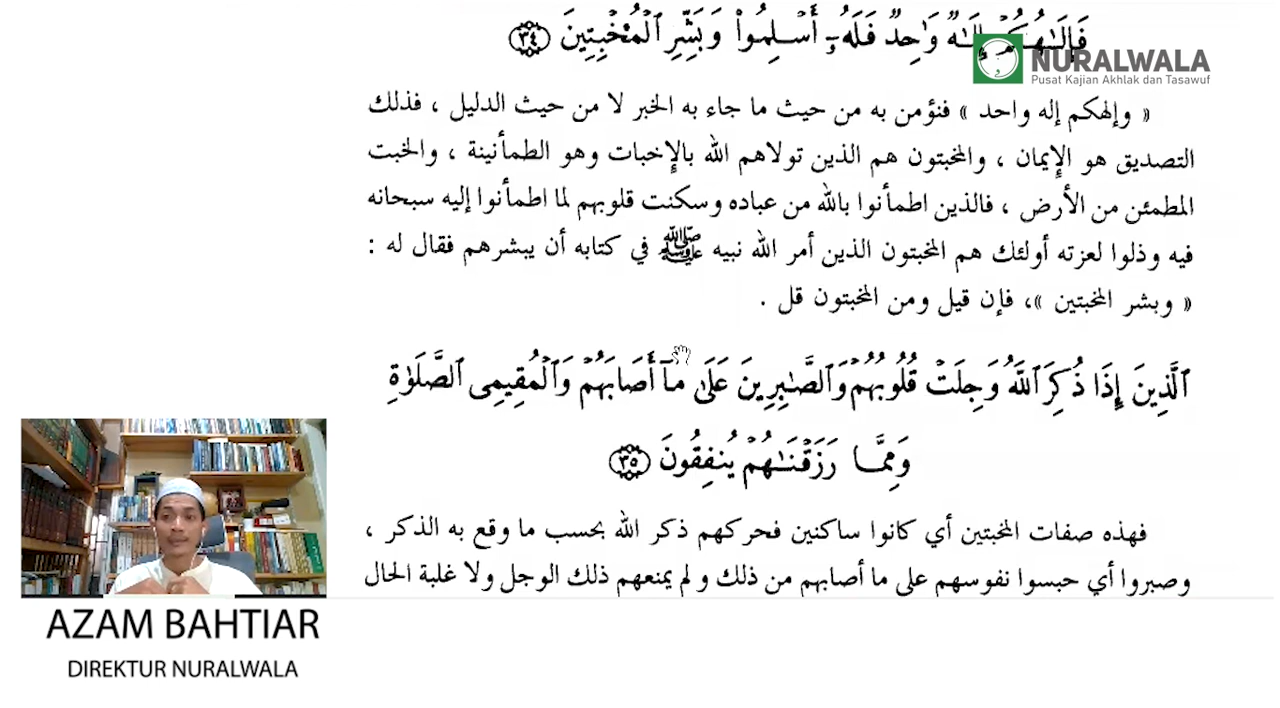 فَإِلَـٰهُكُمْ إِلَـٰهٌ وَٰحِدٌ فَلَهُۥٓ أَسْلِمُوا۟ وَبَشِّرِ ٱلْمُخْبِتِينَ ﴿٣٤﴾
NURALWALA
Pusat Kajian Akhlak dan Tasawuf
« وإلهكم إله واحد » فنؤمن به من حيث ما جاء به الخبر لا من حيث الدليل ، فذلك
التصديق هو الإيمان ، والمخبتون هم الذين تولاهم الله بالإخبات وهو الطمأنينة ، والخبت
المطمئن من الأرض ، فالذين اطمأنوا بالله من عباده وسكنت قلوبهم لما اطمأنوا إليه سبحانه
فيه وذلوا لعزته أولئك هم المخبتون الذين أمر الله نبيه ﷺ في كتابه أن يبشرهم فقال له :
« وبشر المخبتين »، فإن قيل ومن المخبتون قل .
ٱلَّذِينَ إِذَا ذُكِرَ ٱللَّهُ وَجِلَتْ قُلُوبُهُمْ وَٱلصَّـٰبِرِينَ عَلَىٰ مَآ أَصَابَهُمْ وَٱلْمُقِيمِى ٱلصَّلَوٰةِ
وَمِمَّا رَزَقْنَـٰهُمْ يُنفِقُونَ ﴿٣٥﴾
فهذه صفات المخبتين أي كانوا ساكنين فحركهم ذكر الله بحسب ما وقع به الذكر ،
وصبروا أي حبسوا نفوسهم على ما أصابهم من ذلك و لم يمنعهم ذلك الوجل ولا غلبة الحال
AZAM BAHTIAR
DIREKTUR NURALWALA